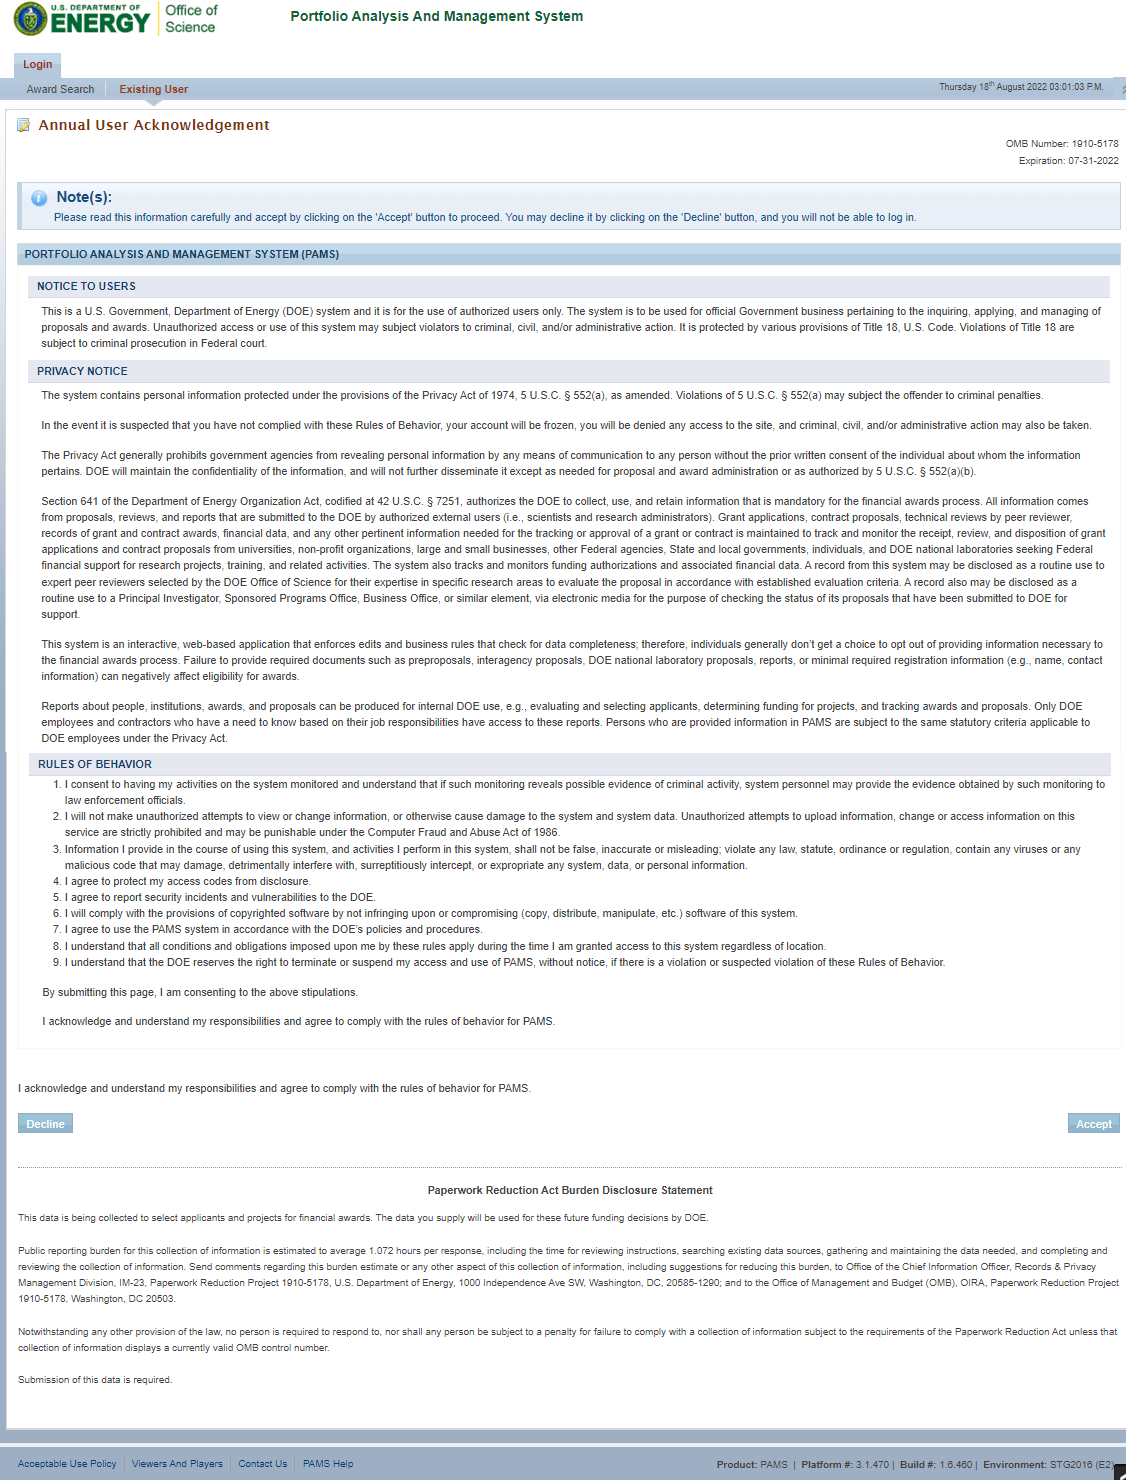 U.S. DEPARTMENT OF
ENERGY
Office of
Science
Portfolio Analysis And Management System
Login
Award Search
Existing User
Thursday 18th August 2022 03:01:03 P.M.
Annual User Acknowledgement
OMB Number: 1910-5178
Expiration: 07-31-2022
Note(s):
Please read this information carefully and accept by clicking on the 'Accept' button to proceed. You may decline it by clicking on the 'Decline' button, and you will not be able to log in.
PORTFOLIO ANALYSIS AND MANAGEMENT SYSTEM (PAMS)
NOTICE TO USERS
This is a U.S. Government, Department of Energy (DOE) system and it is for the use of authorized users only. The system is to be used for official Government business pertaining to the inquiring, applying, and managing of
proposals and awards. Unauthorized access or use of this system may subject violators to criminal, civil, and/or administrative action. It is protected by various provisions of Title 18, U.S. Code. Violations of Title 18 are
subject to criminal prosecution in Federal court.
PRIVACY NOTICE
The system contains personal information protected under the provisions of the Privacy Act of 1974, 5 U.S.C. § 552(a), as amended. Violations of 5 U.S.C. § 552(a) may subject the offender to criminal penalties.
In the event it is suspected that you have not complied with these Rules of Behavior, your account will be frozen, you will be denied any access to the site, and criminal, civil, and/or administrative action may also be taken.
The Privacy Act generally prohibits government agencies from revealing personal information by any means of communication to any person without the prior written consent of the individual about whom the information
pertains. DOE will maintain the confidentiality of the information, and will not further disseminate it except as needed for proposal and award administration or as authorized by 5 U.S.C. § 552(a)(b).
Section 641 of the Department of Energy Organization Act, codified at 42 U.S.C. § 7251, authorizes the DOE to collect, use, and retain information that is mandatory for the financial awards process. All information comes
from proposals, reviews, and reports that are submitted to the DOE by authorized external users (i.e., scientists and research administrators). Grant applications, contract proposals, technical reviews by peer reviewer,
records of grant and contract awards, financial data, and any other pertinent information needed for the tracking or approval of a grant or contract is maintained to track and monitor the receipt, review, and disposition of grant
applications and contract proposals from universities, non-profit organizations, large and small businesses, other Federal agencies, State and local governments, individuals, and DOE national laboratories seeking Federal
financial support for research projects, training, and related activities. The system also tracks and monitors funding authorizations and associated financial data. A record from this system may be disclosed as a routine use to
expert peer reviewers selected by the DOE Office of Science for their expertise in specific research areas to evaluate the proposal in accordance with established evaluation criteria. A record also may be disclosed as a
routine use to a Principal Investigator, Sponsored Programs Office, Business Office, or similar element, via electronic media for the purpose of checking the status of its proposals that have been submitted to DOE for
support.
This system is an interactive, web-based application that enforces edits and business rules that check for data completeness; therefore, individuals generally don't get a choice to opt out of providing information necessary to
the financial awards process. Failure to provide required documents such as preproposals, interagency proposals, DOE national laboratory proposals, reports, or minimal required registration information (e.g., name, contact
information) can negatively affect eligibility for awards.
Reports about people, institutions, awards, and proposals can be produced for internal DOE use, e.g., evaluating and selecting applicants, determining funding for projects, and tracking awards and proposals. Only DOE
employees and contractors who have a need to know based on their job responsibilities have access to these reports. Persons who are provided information in PAMS are subject to the same statutory criteria applicable to
DOE employees under the Privacy Act.
RULES OF BEHAVIOR
1. I consent to having my activities on the system monitored and understand that if such monitoring reveals possible evidence of criminal activity, system personnel may provide the evidence obtained by such monitoring to
law enforcement officials.
2. I will not make unauthorized attempts to view or change information, or otherwise cause damage to the system and system data. Unauthorized attempts to upload information, change or access information on this
service are strictly prohibited and may be punishable under the Computer Fraud and Abuse Act of 1986.
3. Information I provide in the course of using this system, and activities I perform in this system, shall not be false, inaccurate or misleading; violate any law, statute, ordinance or regulation, contain any viruses or any
malicious code that may damage, detrimentally interfere with, surreptitiously intercept, or expropriate any system, data, or personal information.
4. I agree to protect my access codes from disclosure.
5. I agree to report security incidents and vulnerabilities to the DOE.
6. I will comply with the provisions of copyrighted software by not infringing upon or compromising (copy, distribute, manipulate, etc.) software of this system.
7. I agree to use the PAMS system in accordance with the DOE's policies and procedures.
8. I understand that all conditions and obligations imposed upon me by these rules apply during the time I am granted access to this system regardless of location.
9. I understand that the DOE reserves the right to terminate or suspend my access and use of PAMS, without notice, if there is a violation or suspected violation of these Rules of Behavior.
By submitting this page, I am consenting to the above stipulations.
I acknowledge and understand my responsibilities and agree to comply with the rules of behavior for PAMS.
I acknowledge and understand my responsibilities and agree to comply with the rules of behavior for PAMS.
Decline
Accept
Paperwork Reduction Act Burden Disclosure Statement
This data is being collected to select applicants and projects for financial awards. The data you supply will be used for these future funding decisions by DOE.
Public reporting burden for this collection of information is estimated to average 1.072 hours per response, including the time for reviewing instructions, searching existing data sources, gathering and maintaining the data needed, and completing and
reviewing the collection of information. Send comments regarding this burden estimate or any other aspect of this collection of information, including suggestions for reducing this burden, to Office of the Chief Information Officer, Records & Privacy
Management Division, IM-23, Paperwork Reduction Project 1910-5178, U.S. Department of Energy, 1000 Independence Ave SW, Washington, DC, 20585-1290; and to the Office of Management and Budget (OMB), OIRA, Paperwork Reduction Project
1910-5178, Washington, DC 20503.
Notwithstanding any other provision of the law, no person is required to respond to, nor shall any person be subject to a penalty for failure to comply with a collection of information subject to the requirements of the Paperwork Reduction Act unless that
collection of information displays a currently valid OMB control number.
Submission of this data is required.
Acceptable Use Policy
Viewers And Players
Contact Us
PAMS Help
Product: PAMS | Platform #: 3.1.470 | Build #: 1.6.460 | Environment: STG2016 (E2)